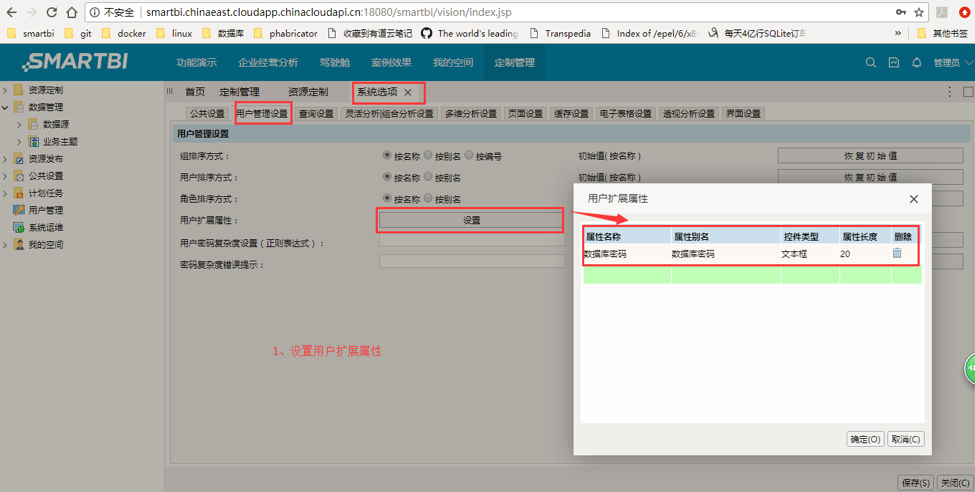 不安全 smartbi.chinaeast.cloudapp.chinacloudapi.cn:18080/smartbi/vision/index.jsp
smartbi git docker linux 数据库 phabricator 收藏到有道云笔记 The world's leading Transpedia Index of /epel/6/x8 每天4亿行SQLite订单 » 其他书签
SMARTBI 功能演示 企业经营分析 驾驶舱 案例效果 我的空间 定制管理 管理员
资源定制
数据管理
数据源
业务主题
资源发布
公共设置
计划任务
用户管理
系统运维
我的空间
首页 定制管理 资源定制 系统选项
公共设置 用户管理设置 查询设置 灵活分析|组合分析设置 多维分析设置 页面设置 缓存设置 电子表格设置 透视分析设置 界面设置
用户管理设置
组排序方式： 按名称 按别名 按编号 初始值(按名称) 恢复初始值
用户排序方式： 按名称 按别名 初始值(按名称) 恢复初始值
角色排序方式： 按名称 按别名
用户扩展属性： 设置
用户密码复杂度设置（正则表达式）：
密码复杂度错误提示：
1、设置用户扩展属性
用户扩展属性
属性名称 属性别名 控件类型 属性长度 删除
数据库密码 数据库密码 文本框 20
确定(O) 取消(C)
保存(S) 关闭(C)